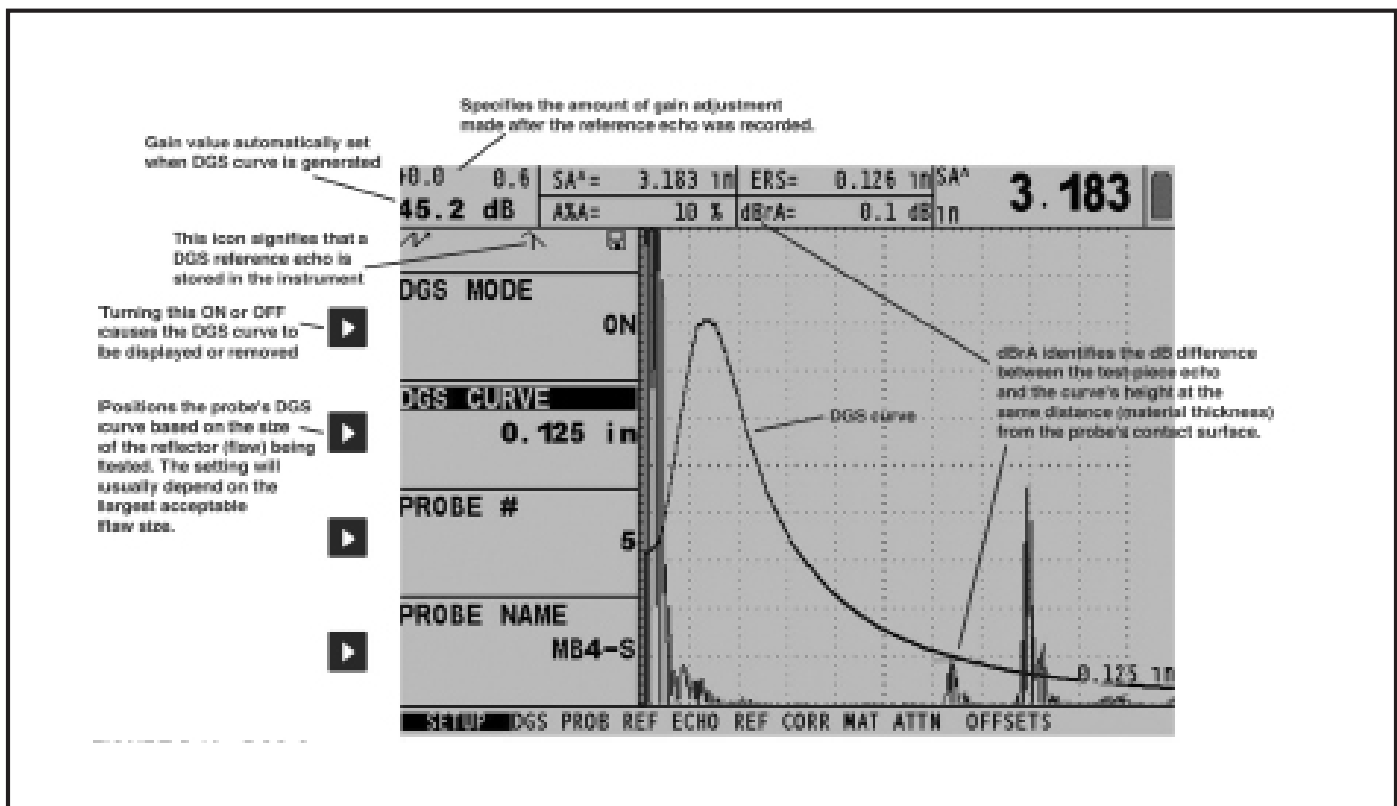 Specifies the amount of gain adjustment
made after the reference echo was recorded.
Gain value automatically set
when DGS curve is generated
+0.0 0.6
45.2 dB
SA^= 3.183 in
ERS= 0.126 in
A%A= 10 %
dBrA= 0.1 dB
SA^
in
3.183
This icon signifies that a
DGS reference echo is
stored in the instrument
DGS MODE
ON
Turning this ON or OFF
causes the DGS curve to
be displayed or removed
DGS CURVE
0.125 in
Positions the probe's DGS
curve based on the size
of the reflector (flaw) being
tested. The setting will
usually depend on the
largest acceptable
flaw size.
DGS curve
dBrA identifies the dB difference
between the test-piece echo
and the curve's height at the
same distance (material thickness)
from the probe's contact surface.
PROBE #
5
PROBE NAME
MB4-S
0.125 in
SETUP DGS PROB REF ECHO REF CORR MAT ATTN OFFSETS